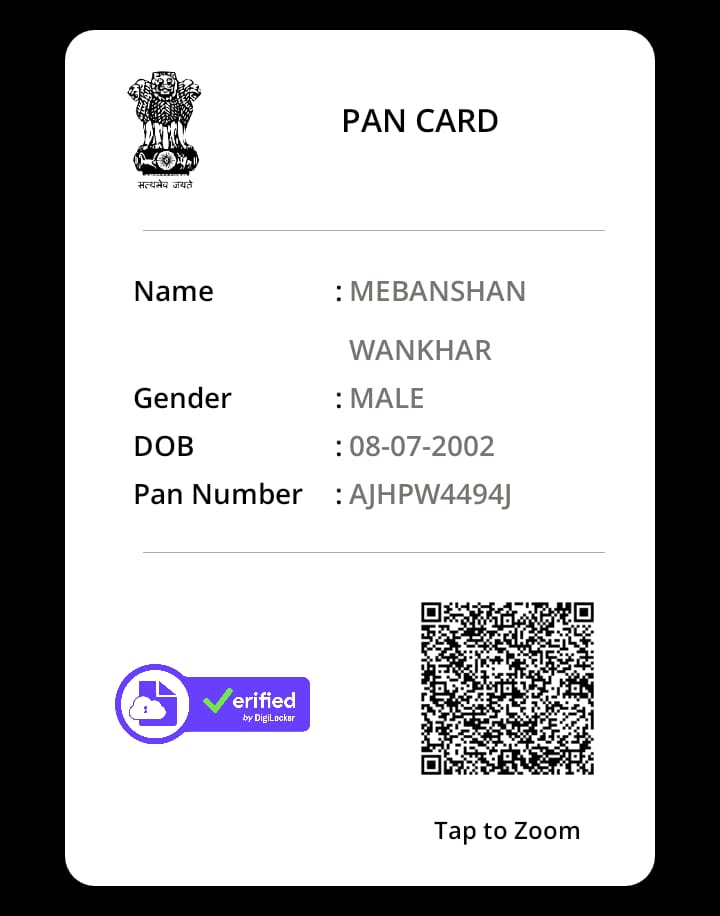 सत्यमेव जयते
PAN CARD
Name : MEBANSHAN
WANKHAR
Gender : MALE
DOB : 08-07-2002
Pan Number : AJHPW4494J
Verified
by DigiLocker
Tap to Zoom